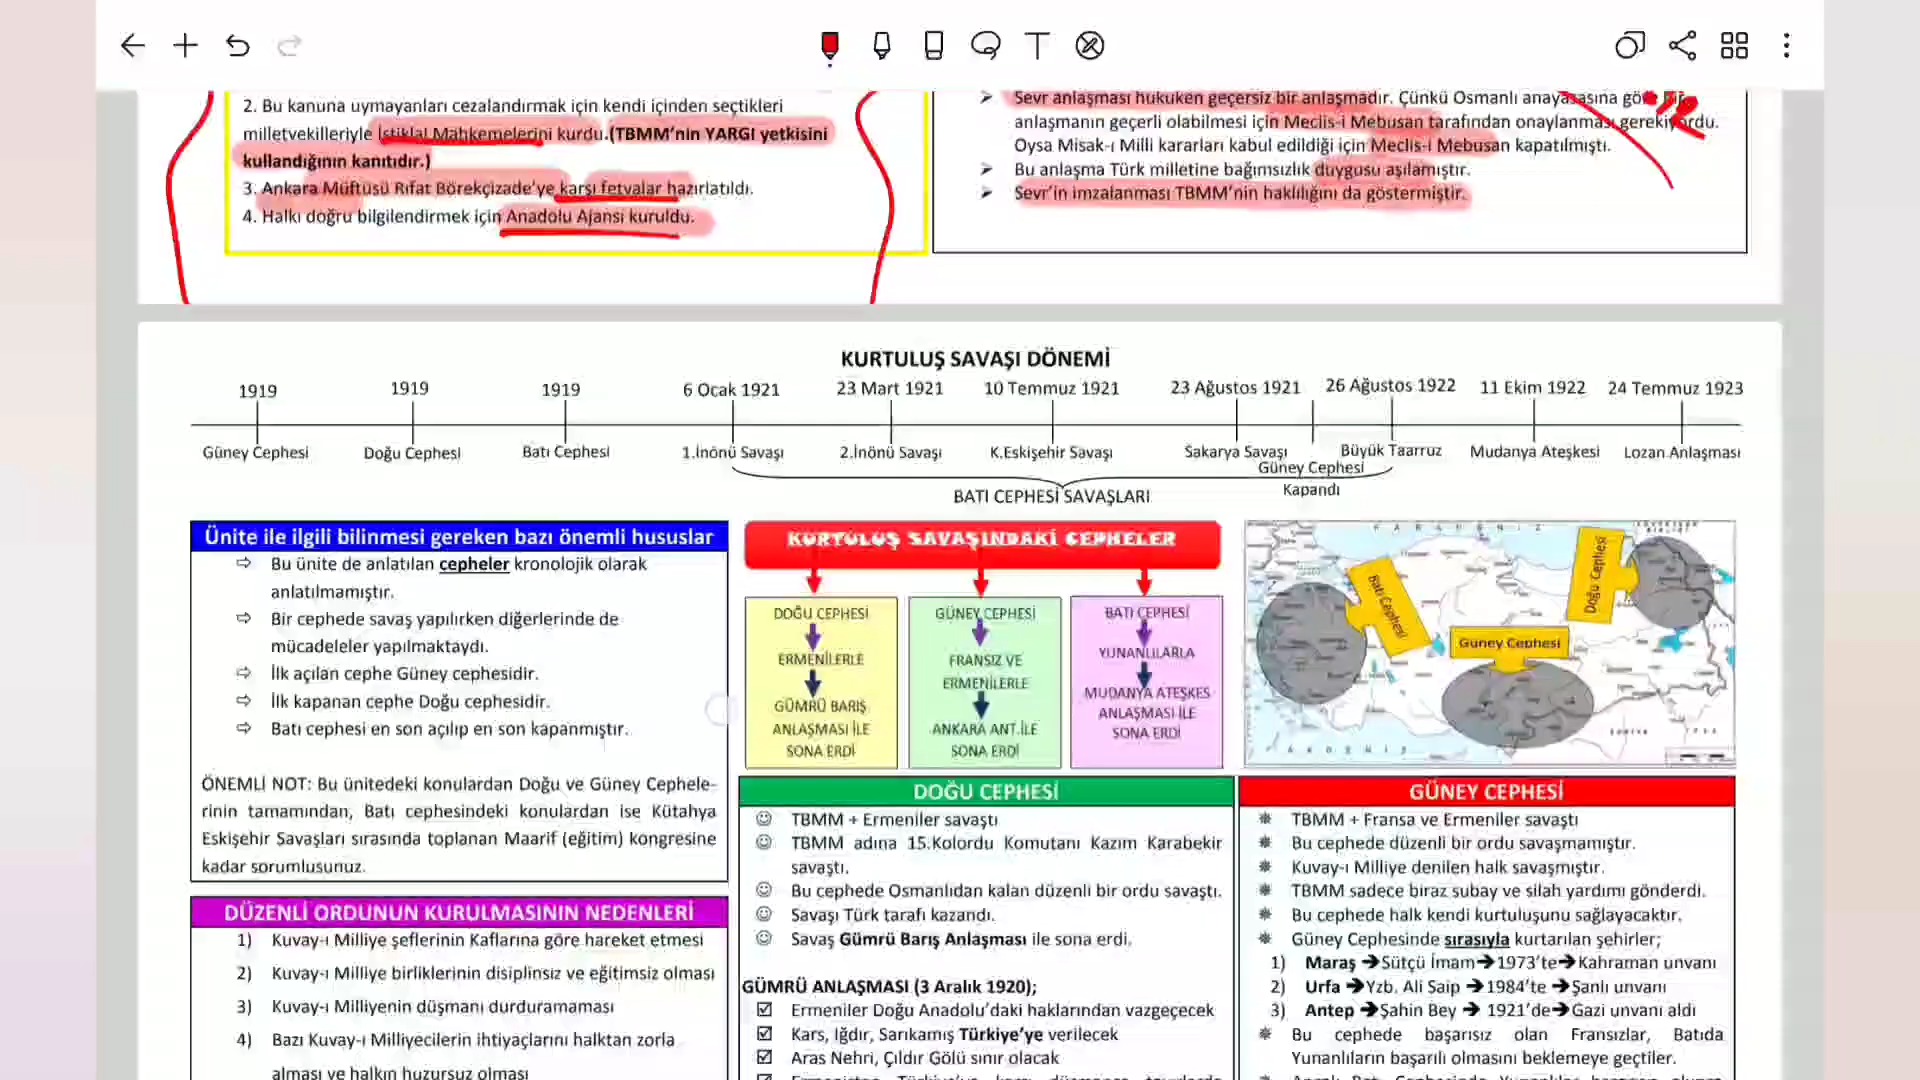 2. Bu kanuna uymayanları cezalandırmak için kendi içinden seçtikleri
milletvekilleriyle İstiklal Mahkemelerini kurdu.(TBMM'nin YARGI yetkisini
kullandığının kanıtıdır.)
3. Ankara Müftüsü Rıfat Börekçizade'ye karşı fetvalar hazırlatıldı.
4. Halkı doğru bilgilendirmek için Anadolu Ajansı kuruldu.
Sevr anlaşması hukuken geçersiz bir anlaşmadır. Çünkü Osmanlı anayasasına göre bir
anlaşmanın geçerli olabilmesi için Meclis-i Mebusan tarafından onaylanması gerekiyordu.
Oysa Misak-ı Milli kararları kabul edildiği için Meclis-i Mebusan kapatılmıştı.
Bu anlaşma Türk milletine bağımsızlık duygusu aşılamıştır.
Sevr'in imzalanması TBMM'nin haklılığını da göstermiştir.
KURTULUŞ SAVAŞI DÖNEMİ
1919 1919 1919 6 Ocak 1921 23 Mart 1921 10 Temmuz 1921 23 Ağustos 1921 26 Ağustos 1922 11 Ekim 1922 24 Temmuz 1923
Güney Cephesi Doğu Cephesi Batı Cephesi 1.İnönü Savaşı 2.İnönü Savaşı K.Eskişehir Savaşı Sakarya Savaşı Büyük Taarruz Mudanya Ateşkesi Lozan Anlaşması
Güney Cephesi
Kapandı
BATI CEPHESİ SAVAŞLARI
Ünite ile ilgili bilinmesi gereken bazı önemli hususlar
Bu ünite de anlatılan cepheler kronolojik olarak
anlatılmamıştır.
Bir cephede savaş yapılırken diğerlerinde de
mücadeleler yapılmaktaydı.
İlk açılan cephe Güney cephesidir.
İlk kapanan cephe Doğu cephesidir.
Batı cephesi en son açılıp en son kapanmıştır.
ÖNEMLİ NOT: Bu ünitedeki konulardan Doğu ve Güney Cephele-
rinin tamamından, Batı cephesindeki konulardan ise Kütahya
Eskişehir Savaşları sırasında toplanan Maarif (eğitim) kongresine
kadar sorumlusunuz.
DÜZENLİ ORDUNUN KURULMASININ NEDENLERİ
1) Kuvay-ı Milliye şeflerinin Kaflarına göre hareket etmesi
2) Kuvay-ı Milliye birliklerinin disiplinsiz ve eğitimsiz olması
3) Kuvay-ı Milliyenin düşmanı durduramaması
4) Bazı Kuvay-ı Milliyecilerin ihtiyaçlarını halktan zorla
alması ve halkın huzursuz olması
KURTULUŞ SAVAŞINDAKİ CEPHELER
DOĞU CEPHESİ
ERMENİLERLE
GÜMRÜ BARIŞ
ANLAŞMASI İLE
SONA ERDİ
GÜNEY CEPHESİ
FRANSIZ VE
ERMENİLERLE
ANKARA ANT.İLE
SONA ERDİ
BATI CEPHESİ
YUNANLILARLA
MUDANYA ATEŞKES
ANLAŞMASI İLE
SONA ERDİ
KARADENİZ
Batı Cephesi
Doğu Cephesi
Güney Cephesi
AKDENİZ
DOĞU CEPHESİ
TBMM + Ermeniler savaştı
TBMM adına 15.Kolordu Komutanı Kazım Karabekir
savaştı.
Bu cephede Osmanlıdan kalan düzenli bir ordu savaştı.
Savaşı Türk tarafı kazandı.
Savaş Gümrü Barış Anlaşması ile sona erdi.
GÜMRÜ ANLAŞMASI (3 Aralık 1920);
Ermeniler Doğu Anadolu'daki haklarından vazgeçecek
Kars, Iğdır, Sarıkamış Türkiye'ye verilecek
Aras Nehri, Çıldır Gölü sınır olacak
GÜNEY CEPHESİ
TBMM + Fransa ve Ermeniler savaştı
Bu cephede düzenli bir ordu savaşmamıştır.
Kuvay-ı Milliye denilen halk savaşmıştır.
TBMM sadece biraz subay ve silah yardımı gönderdi.
Bu cephede halk kendi kurtuluşunu sağlayacaktır.
Güney Cephesinde sırasıyla kurtarılan şehirler;
1) Maraş ➔Sütçü İmam➔1973'te➔Kahraman unvanı
2) Urfa ➔Yzb. Ali Saip ➔1984'te ➔Şanlı unvanı
3) Antep ➔Şahin Bey ➔ 1921'de➔Gazi unvanı aldı
Bu cephede başarısız olan Fransızlar, Batıda
Yunanlıların başarılı olmasını beklemeye geçtiler.